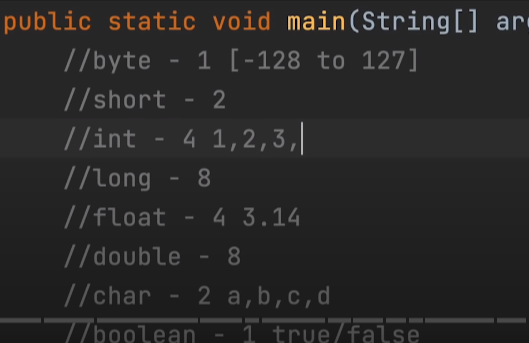 public static void main(String[] ar
//byte - 1 [-128 to 127]
//short - 2
//int - 4 1,2,3,
//long - 8
//float - 4 3.14
//double - 8
//char - 2 a,b,c,d
//boolean - 1 true/false